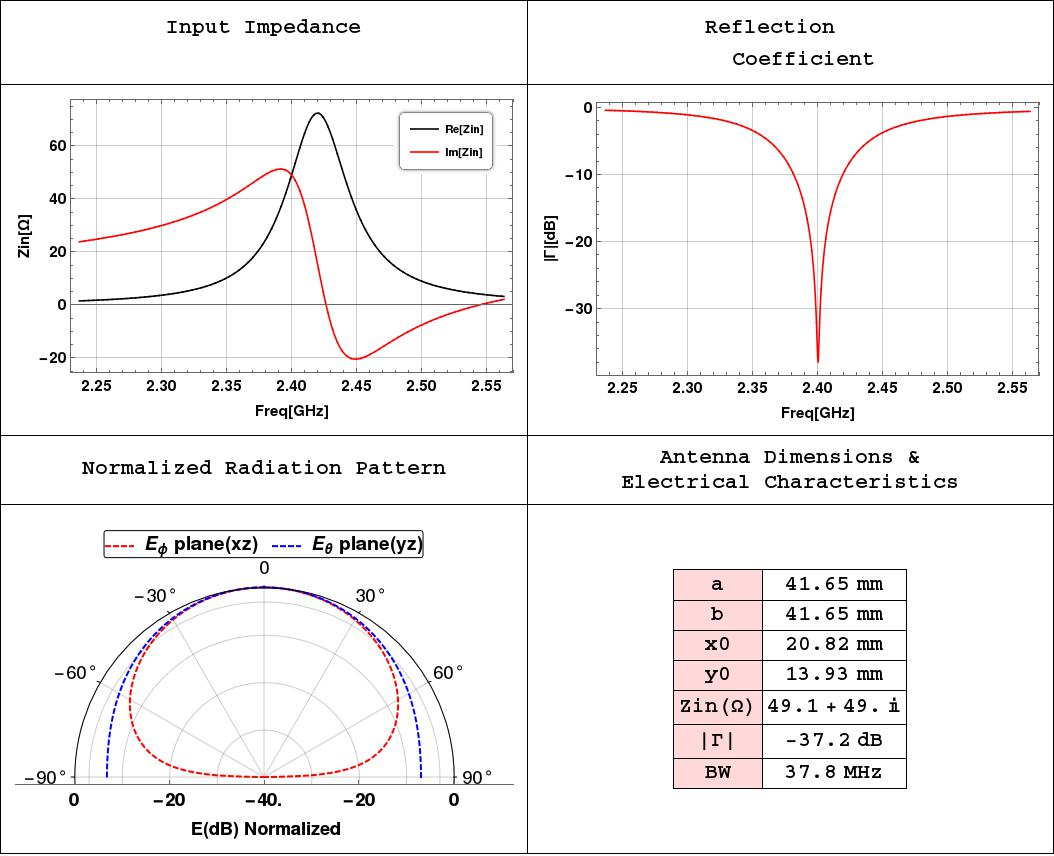 Input Impedance
Reflection
Coefficient
Re[Zin]
Im[Zin]
60
40
20
0
−20
Zin[Ω]
2.25 2.30 2.35 2.40 2.45 2.50 2.55
Freq[GHz]
0
−10
−20
−30
|Γ|[dB]
2.25 2.30 2.35 2.40 2.45 2.50 2.55
Freq[GHz]
Normalized Radiation Pattern
Antenna Dimensions &
Electrical Characteristics
Eϕ plane(xz) Eθ plane(yz)
0
−30° 30°
−60° 60°
−90° 90°
0 −20 −40. −20 0
E(dB) Normalized
a 41.65 mm
b 41.65 mm
x0 20.82 mm
y0 13.93 mm
Zin(Ω) 49.1 + 49. i
|Γ| -37.2 dB
BW 37.8 MHz